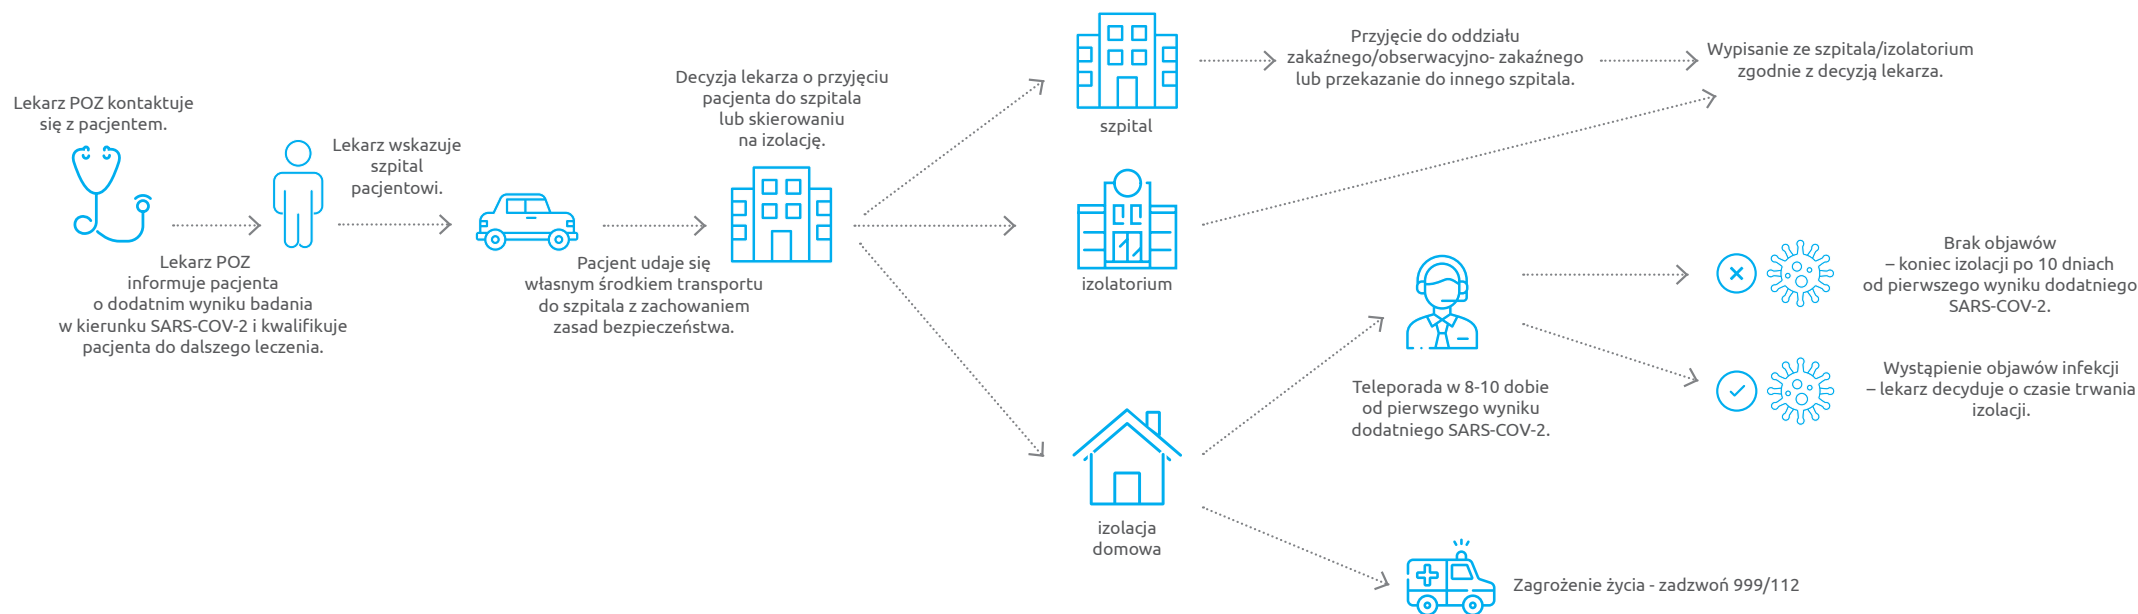 Lekarz POZ kontaktuje
się z pacjentem.
Lekarz POZ
informuje pacjenta
o dodatnim wyniku badania
w kierunku SARS-COV-2 i kwalifikuje
pacjenta do dalszego leczenia.
Lekarz wskazuje
szpital
pacjentowi.
Pacjent udaje się
własnym środkiem transportu
do szpitala z zachowaniem
zasad bezpieczeństwa.
Decyzja lekarza o przyjęciu
pacjenta do szpitala
lub skierowaniu
na izolację.
szpital
Przyjęcie do oddziału
zakaźnego/obserwacyjno- zakaźnego
lub przekazanie do innego szpitala.
Wypisanie ze szpitala/izolatorium
zgodnie z decyzją lekarza.
izolatorium
izolacja
domowa
Teleporada w 8-10 dobie
od pierwszego wyniku
dodatniego SARS-COV-2.
Brak objawów
– koniec izolacji po 10 dniach
od pierwszego wyniku dodatniego
SARS-COV-2.
Wystąpienie objawów infekcji
– lekarz decyduje o czasie trwania
izolacji.
Zagrożenie życia - zadzwoń 999/112